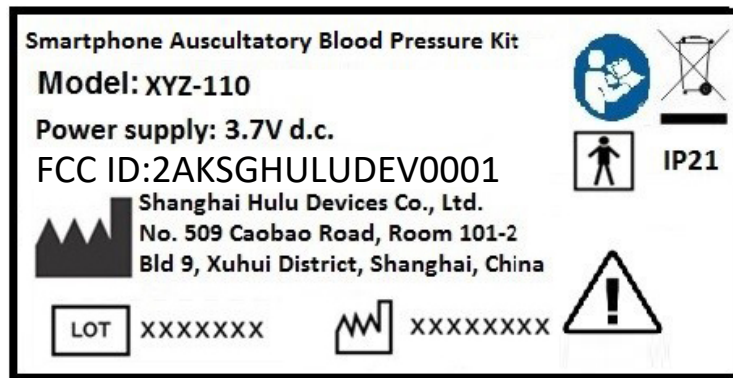 Smartphone Auscultatory Blood Pressure Kit
Model: XYZ-110
Power supply: 3.7V d.c.
FCC ID:2AKSGHULUDEV0001
IP21
Shanghai Hulu Devices Co., Ltd.
No. 509 Caobao Road, Room 101-2
Bld 9, Xuhui District, Shanghai, China
LOT XXXXXXX XXXXXXXX